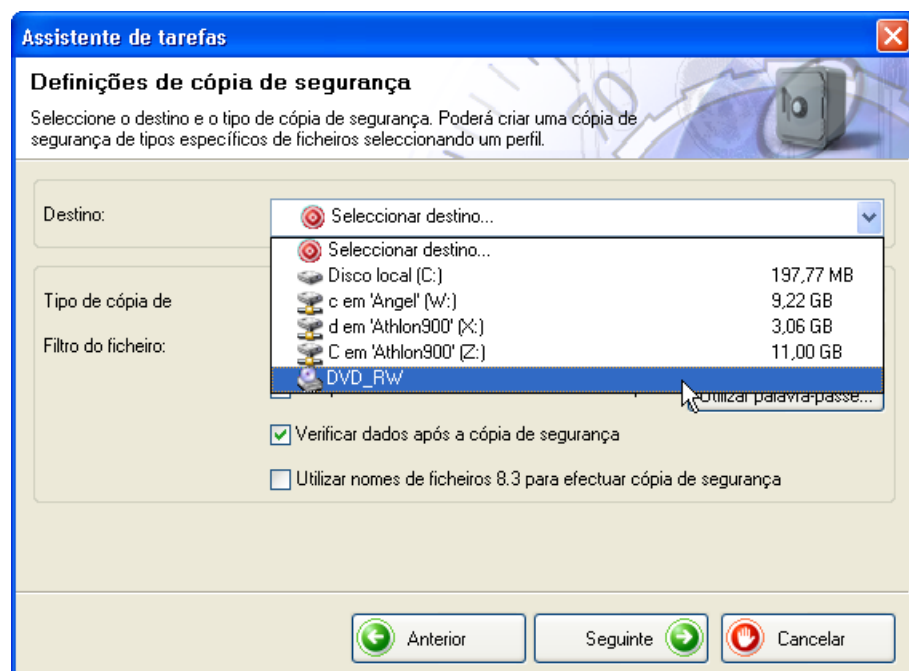 Assistente de tarefas
Definições de cópia de segurança
Seleccione o destino e o tipo de cópia de segurança. Poderá criar uma cópia de
segurança de tipos específicos de ficheiros seleccionando um perfil.
Destino:
Seleccionar destino...
Seleccionar destino...
Disco local (C:) 197,77 MB
c em 'Angel' (W:) 9,22 GB
Tipo de cópia de
d em 'Athlon900' (X:) 3,06 GB
Filtro do ficheiro:
C em 'Athlon900' (Z:) 11,00 GB
DVD_RW
Utilizar palavra-passe...
Verificar dados após a cópia de segurança
Utilizar nomes de ficheiros 8.3 para efectuar cópia de segurança
Anterior
Seguinte
Cancelar